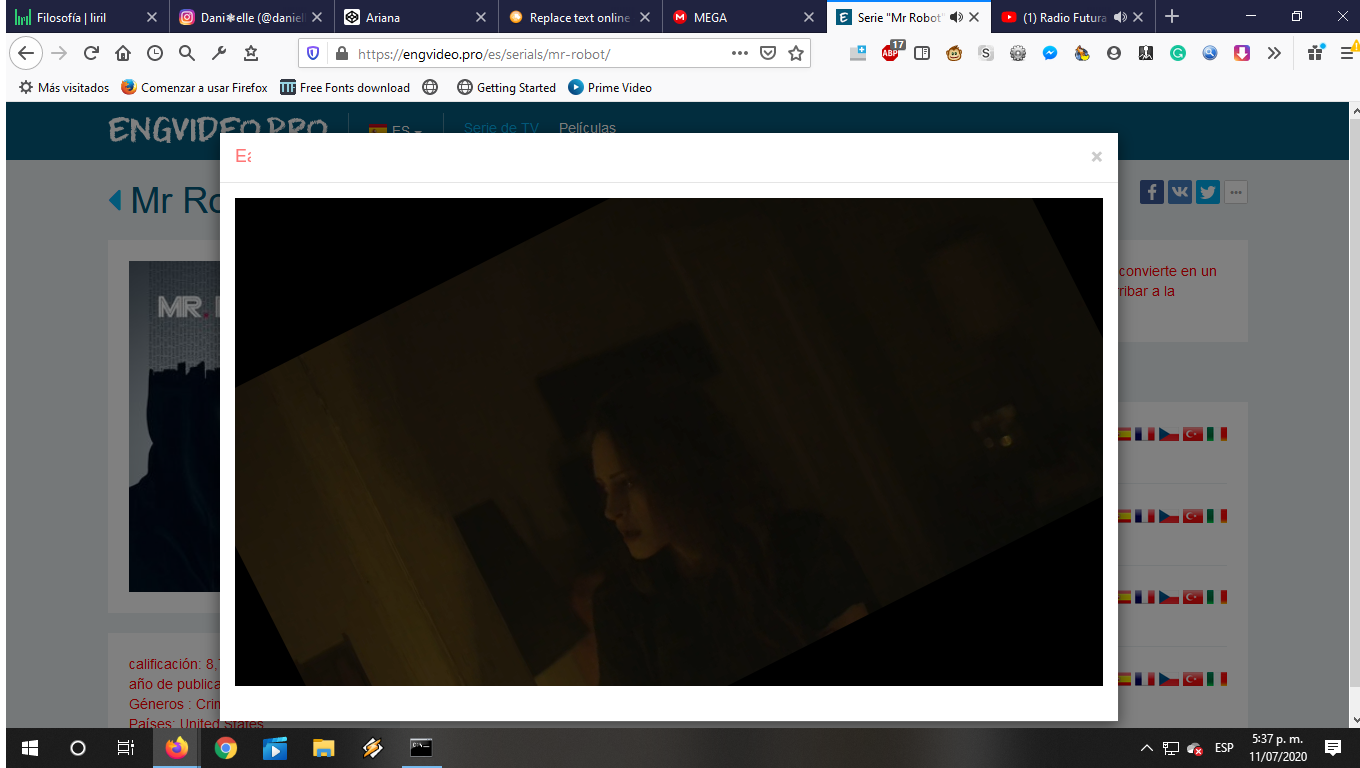 Filosofía | liril
Dani❃elle (@daniel
Ariana
Replace text online
MEGA
Serie "Mr Robot"
(1) Radio Futura
https://engvideo.pro/es/serials/mr-robot/
17
ABP
Más visitados
Comenzar a usar Firefox
Free Fonts download
Getting Started
Prime Video
ENGVIDEO.PRO
ES
Serie de TV
Películas
Ea
×
Mr Ro
convierte en un
ribar a la
MR.
calificación: 8,
año de publica
Géneros : Crim
Países: United States
ESP
5:37 p. m.
11/07/2020